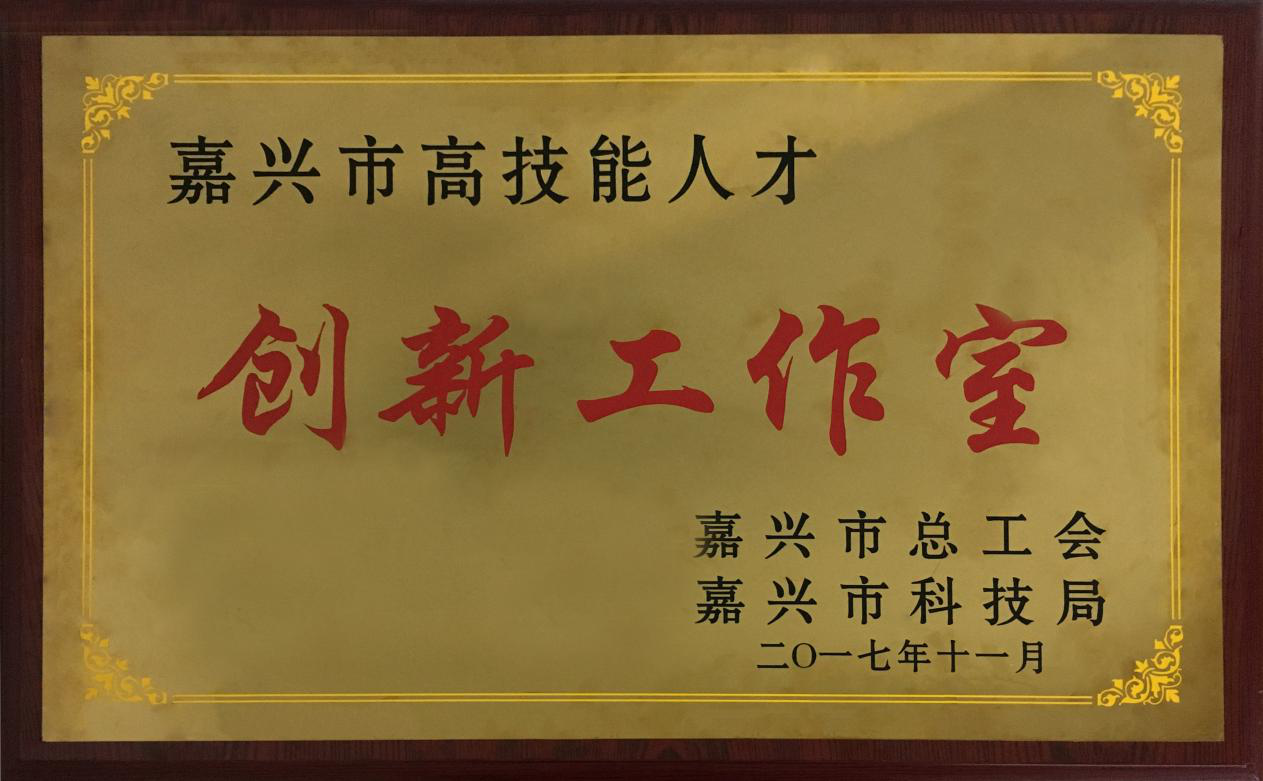 嘉兴市高技能人才
创新工作室
嘉兴市总工会
嘉兴市科技局
二〇一七年十一月